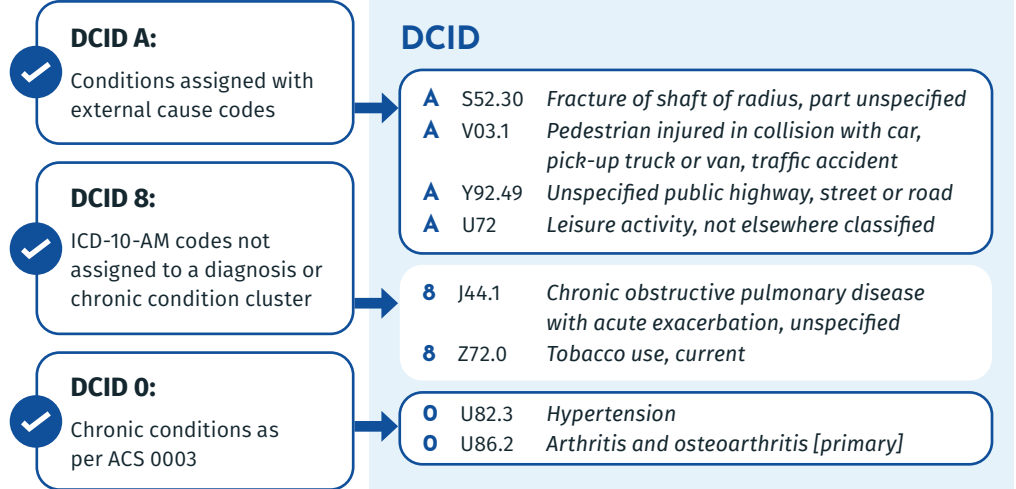 DCID A:
Conditions assigned with
external cause codes
DCID 8:
ICD-10-AM codes not
assigned to a diagnosis or
chronic condition cluster
DCID 0:
Chronic conditions as
per ACS 0003
DCID
A S52.30 Fracture of shaft of radius, part unspecified
A V03.1 Pedestrian injured in collision with car,
pick-up truck or van, traffic accident
A Y92.49 Unspecified public highway, street or road
A U72 Leisure activity, not elsewhere classified
8 J44.1 Chronic obstructive pulmonary disease
with acute exacerbation, unspecified
8 Z72.0 Tobacco use, current
0 U82.3 Hypertension
0 U86.2 Arthritis and osteoarthritis [primary]